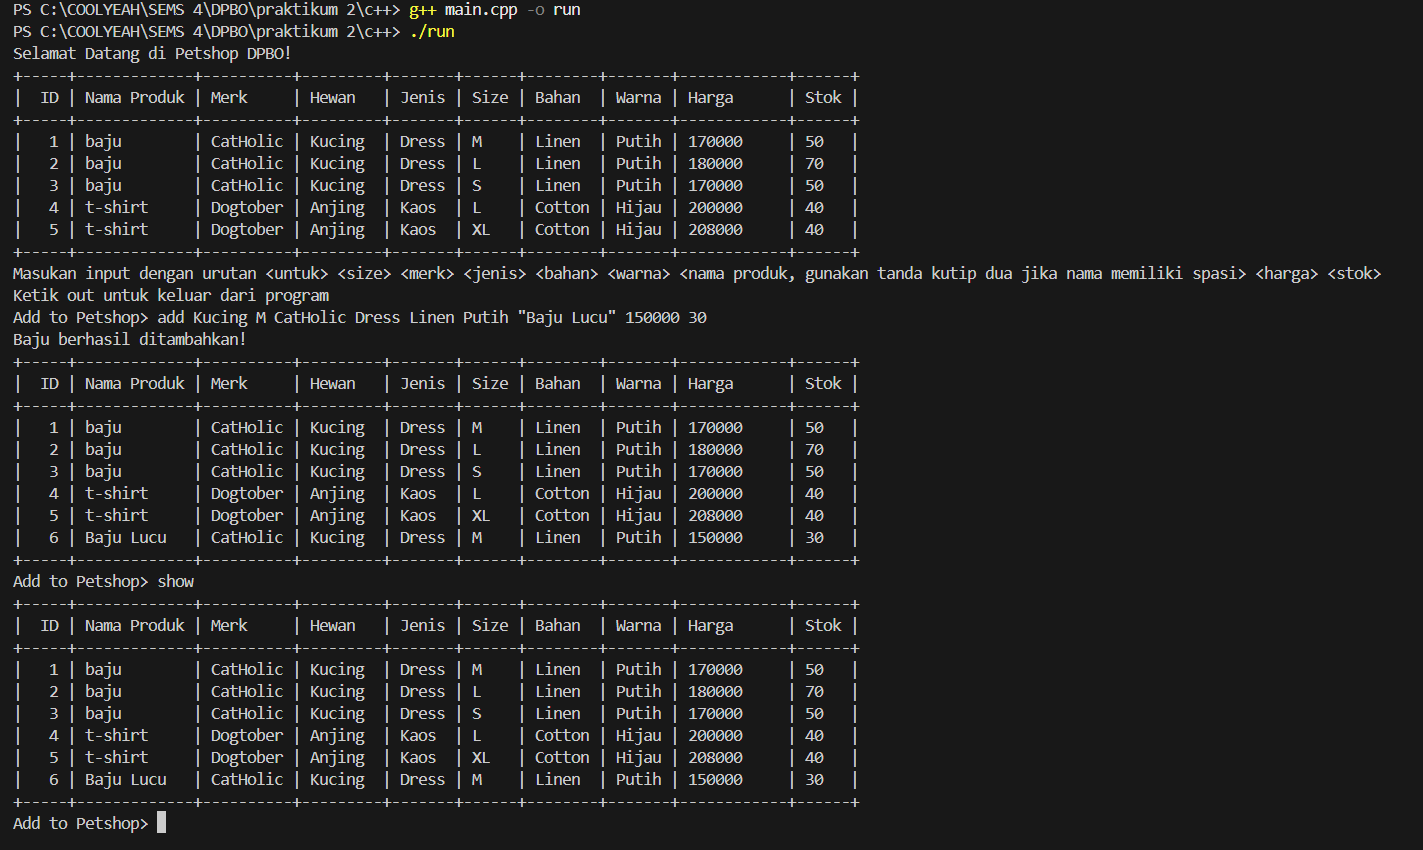 PS C:\COOLYEAH\SEMS 4\DPBO\praktikum 2\c++> g++ main.cpp -o run
PS C:\COOLYEAH\SEMS 4\DPBO\praktikum 2\c++> ./run
Selamat Datang di Petshop DPBO!
+-----+-------------+----------+---------+-------+------+--------+-------+------------+------+
|  ID | Nama Produk | Merk     | Hewan   | Jenis | Size | Bahan  | Warna | Harga      | Stok |
+-----+-------------+----------+---------+-------+------+--------+-------+------------+------+
|   1 | baju        | CatHolic | Kucing  | Dress | M    | Linen  | Putih | 170000     | 50   |
|   2 | baju        | CatHolic | Kucing  | Dress | L    | Linen  | Putih | 180000     | 70   |
|   3 | baju        | CatHolic | Kucing  | Dress | S    | Linen  | Putih | 170000     | 50   |
|   4 | t-shirt     | Dogtober | Anjing  | Kaos  | L    | Cotton | Hijau | 200000     | 40   |
|   5 | t-shirt     | Dogtober | Anjing  | Kaos  | XL   | Cotton | Hijau | 208000     | 40   |
+-----+-------------+----------+---------+-------+------+--------+-------+------------+------+
Masukan input dengan urutan <untuk> <size> <merk> <jenis> <bahan> <warna> <nama produk, gunakan tanda kutip dua jika nama memiliki spasi> <harga> <stok>
Ketik out untuk keluar dari program
Add to Petshop> add Kucing M CatHolic Dress Linen Putih "Baju Lucu" 150000 30
Baju berhasil ditambahkan!
+-----+-------------+----------+---------+-------+------+--------+-------+------------+------+
|  ID | Nama Produk | Merk     | Hewan   | Jenis | Size | Bahan  | Warna | Harga      | Stok |
+-----+-------------+----------+---------+-------+------+--------+-------+------------+------+
|   1 | baju        | CatHolic | Kucing  | Dress | M    | Linen  | Putih | 170000     | 50   |
|   2 | baju        | CatHolic | Kucing  | Dress | L    | Linen  | Putih | 180000     | 70   |
|   3 | baju        | CatHolic | Kucing  | Dress | S    | Linen  | Putih | 170000     | 50   |
|   4 | t-shirt     | Dogtober | Anjing  | Kaos  | L    | Cotton | Hijau | 200000     | 40   |
|   5 | t-shirt     | Dogtober | Anjing  | Kaos  | XL   | Cotton | Hijau | 208000     | 40   |
|   6 | Baju Lucu   | CatHolic | Kucing  | Dress | M    | Linen  | Putih | 150000     | 30   |
+-----+-------------+----------+---------+-------+------+--------+-------+------------+------+
Add to Petshop> show
+-----+-------------+----------+---------+-------+------+--------+-------+------------+------+
|  ID | Nama Produk | Merk     | Hewan   | Jenis | Size | Bahan  | Warna | Harga      | Stok |
+-----+-------------+----------+---------+-------+------+--------+-------+------------+------+
|   1 | baju        | CatHolic | Kucing  | Dress | M    | Linen  | Putih | 170000     | 50   |
|   2 | baju        | CatHolic | Kucing  | Dress | L    | Linen  | Putih | 180000     | 70   |
|   3 | baju        | CatHolic | Kucing  | Dress | S    | Linen  | Putih | 170000     | 50   |
|   4 | t-shirt     | Dogtober | Anjing  | Kaos  | L    | Cotton | Hijau | 200000     | 40   |
|   5 | t-shirt     | Dogtober | Anjing  | Kaos  | XL   | Cotton | Hijau | 208000     | 40   |
|   6 | Baju Lucu   | CatHolic | Kucing  | Dress | M    | Linen  | Putih | 150000     | 30   |
+-----+-------------+----------+---------+-------+------+--------+-------+------------+------+
Add to Petshop>